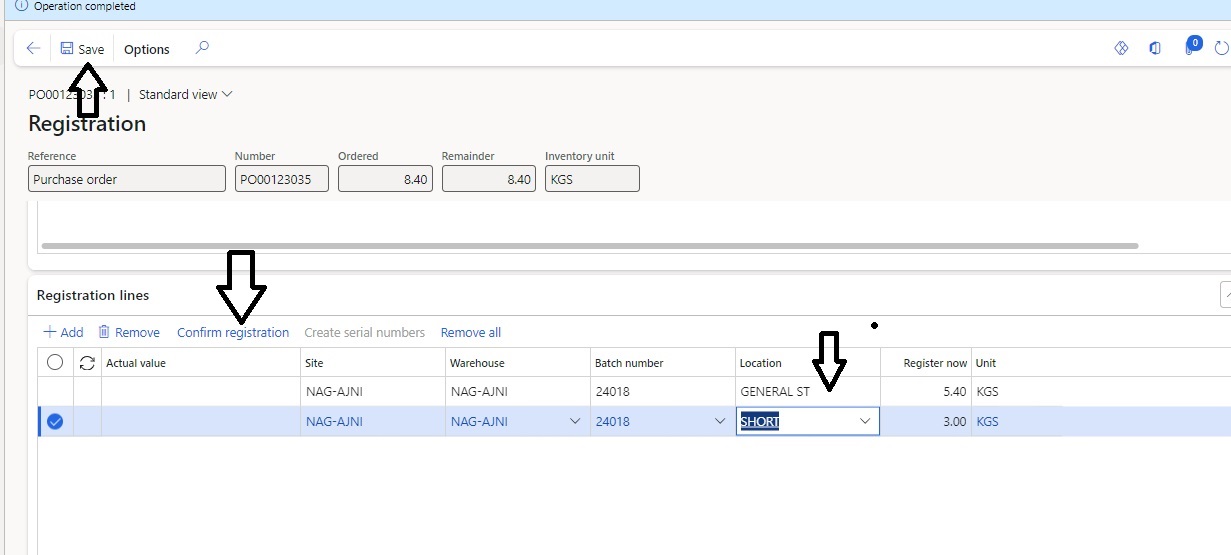 Operation completed
Save Options 0
PO0012303 : 1 | Standard view
Registration
Reference Number Ordered Remainder Inventory unit
Purchase order PO00123035 8.40 8.40 KGS
Registration lines
Add Remove Confirm registration Create serial numbers Remove all
Actual value Site Warehouse Batch number Location Register now Unit
NAG-AJNI NAG-AJNI 24018 GENERAL ST 5.40 KGS
NAG-AJNI NAG-AJNI 24018 SHORT 3.00 KGS